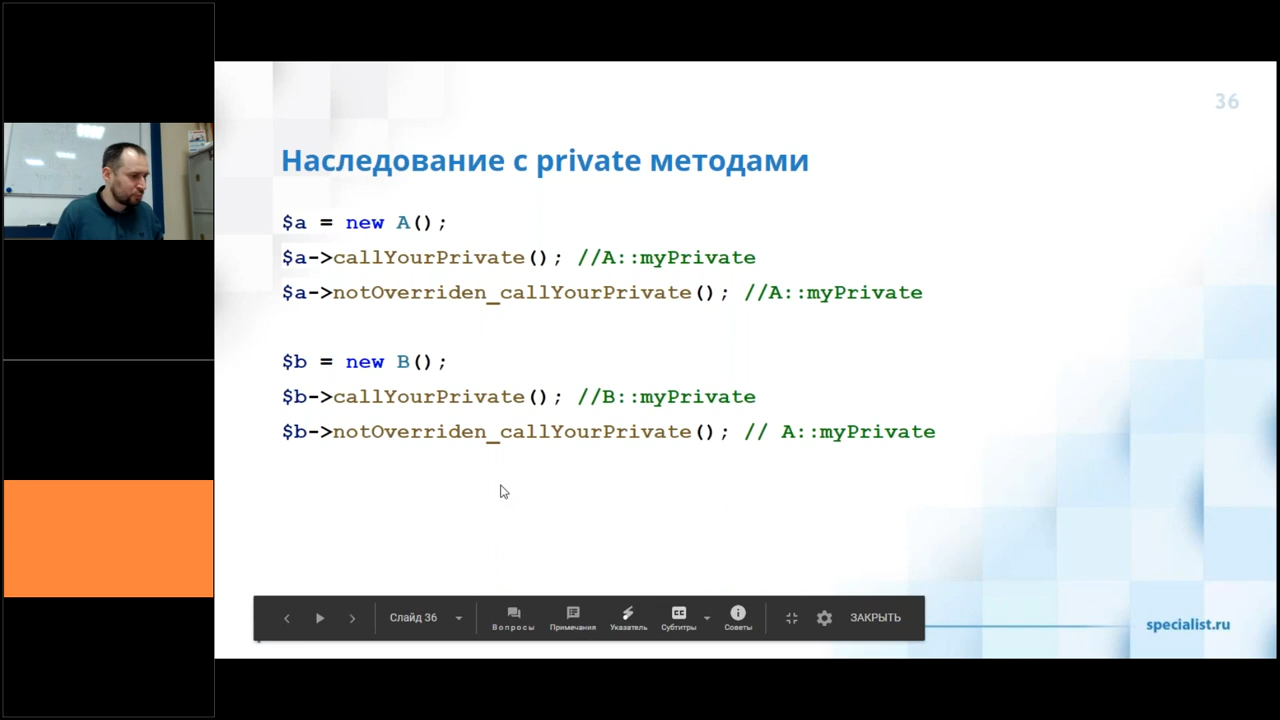 36
Наследование с private методами
$a = new A();
$a->callYourPrivate(); //A::myPrivate
$a->notOverriden_callYourPrivate(); //A::myPrivate
$b = new B();
$b->callYourPrivate(); //B::myPrivate
$b->notOverriden_callYourPrivate(); // A::myPrivate
Слайд 36
Вопросы
Примечания
Указатель
Субтитры
Советы
ЗАКРЫТЬ
specialist.ru